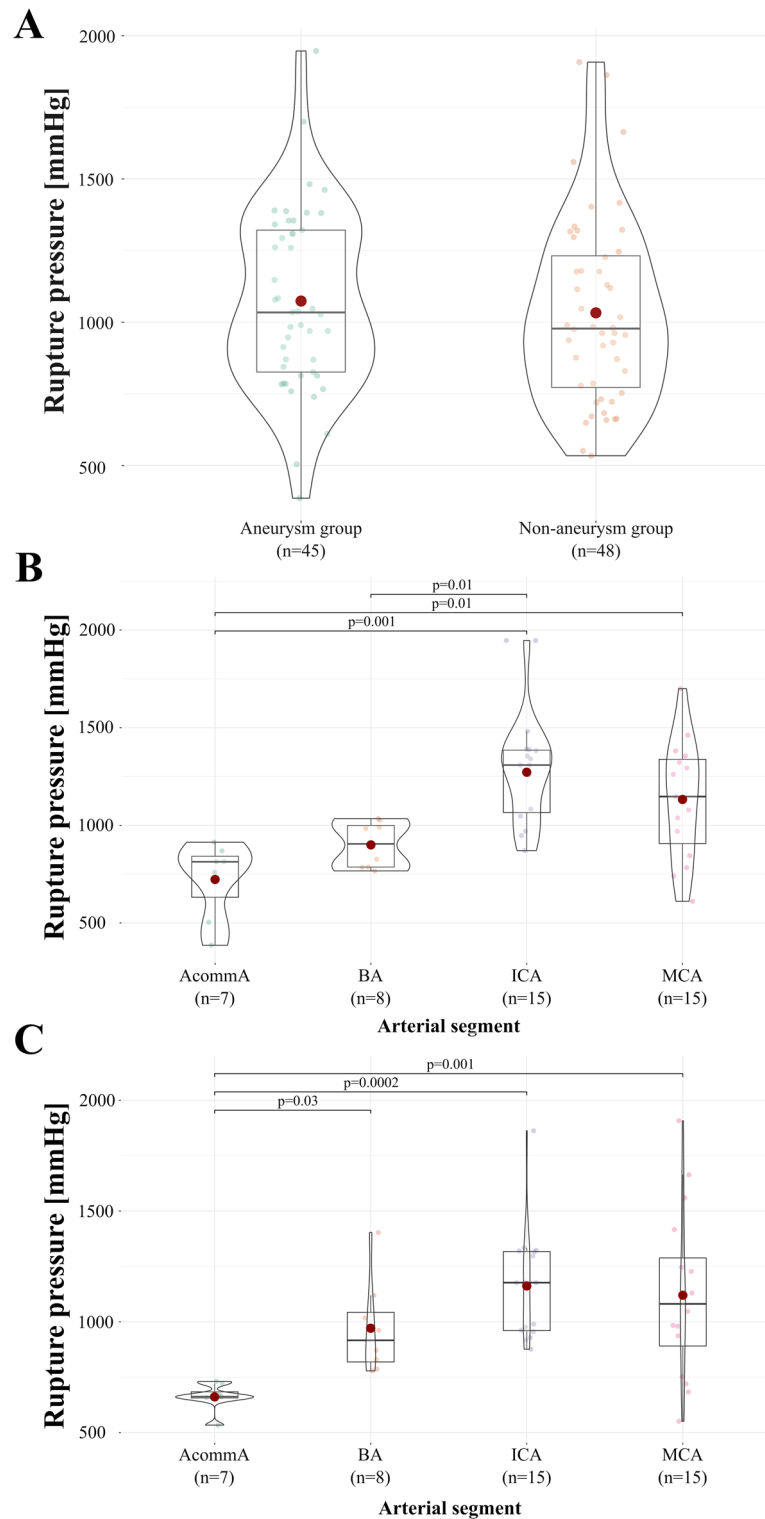 A
Rupture pressure [mmHg]
2000
1500
1000
500
Aneurysm group
(n=45)
Non-aneurysm group
(n=48)
B
Rupture pressure [mmHg]
p=0.01
p=0.01
p=0.001
2000
1500
1000
500
AcommA
(n=7)
BA
(n=8)
ICA
(n=15)
MCA
(n=15)
Arterial segment
C
Rupture pressure [mmHg]
p=0.001
p=0.0002
p=0.03
2000
1500
1000
500
AcommA
(n=7)
BA
(n=8)
ICA
(n=15)
MCA
(n=15)
Arterial segment